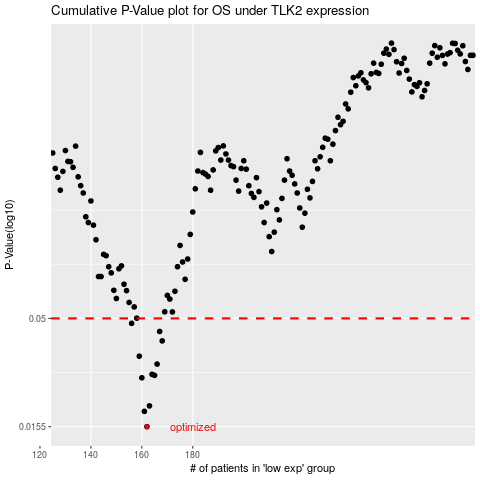 Cumulative P-Value plot for OS under TLK2 expression
P-Value(log10)
0.05
0.0155
optimized
120
140
160
180
# of patients in 'low exp' group